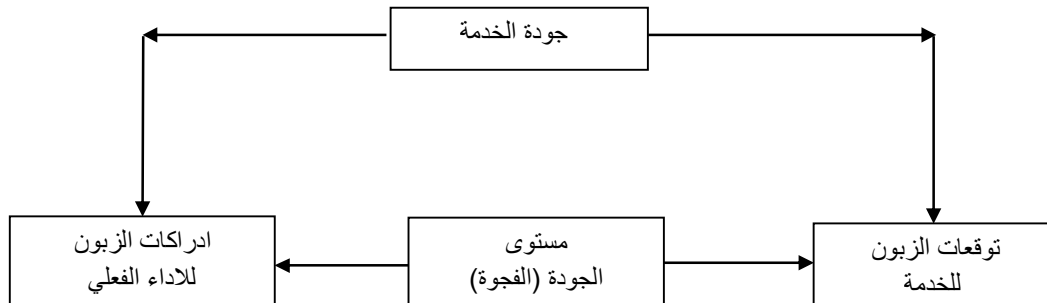 جودة الخدمة
توقعات الزبون
للخدمة
مستوى
الجودة (الفجوة)
ادراكات الزبون
للاداء الفعلي